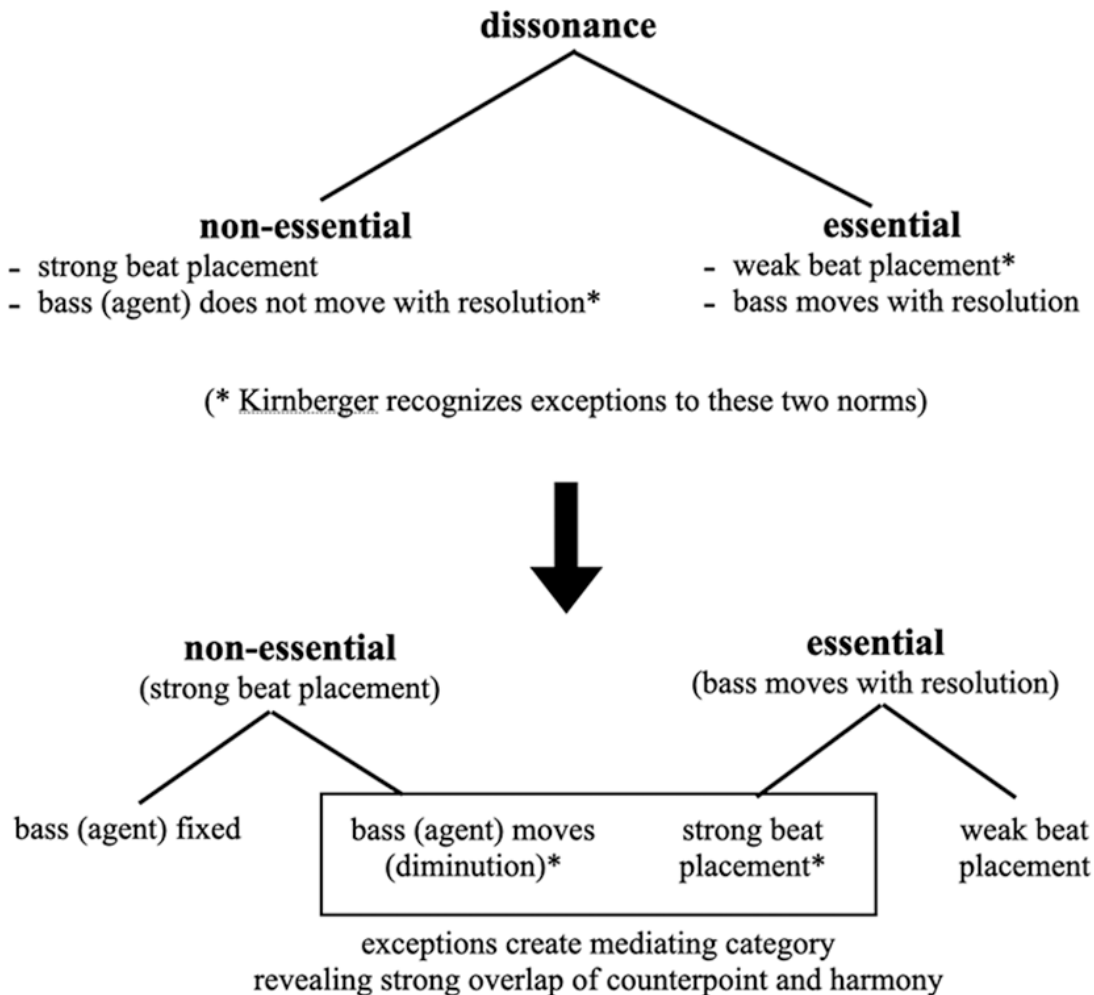 dissonance
non-essential
- strong beat placement
- bass (agent) does not move with resolution*
essential
- weak beat placement*
- bass moves with resolution
(* Kirnberger recognizes exceptions to these two norms)
non-essential
(strong beat placement)
essential
(bass moves with resolution)
bass (agent) fixed
bass (agent) moves
(diminution)*
strong beat
placement*
weak beat
placement
exceptions create mediating category
revealing strong overlap of counterpoint and harmony